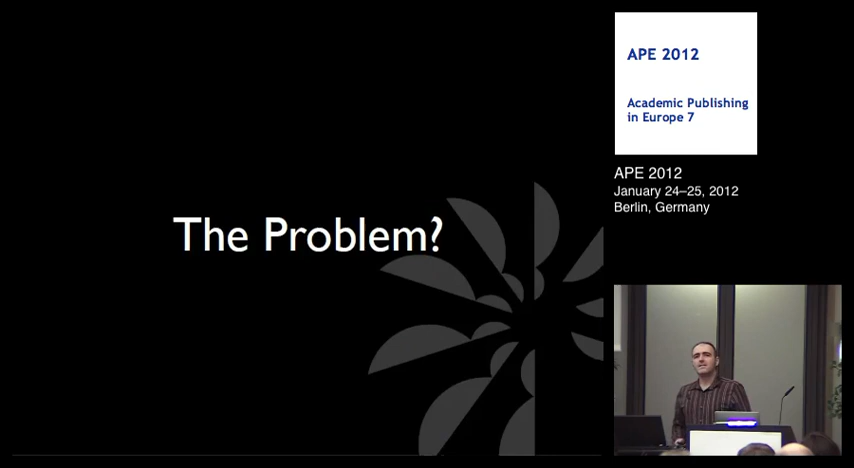 The Problem?
APE 2012
Academic Publishing
in Europe 7
APE 2012
January 24–25, 2012
Berlin, Germany